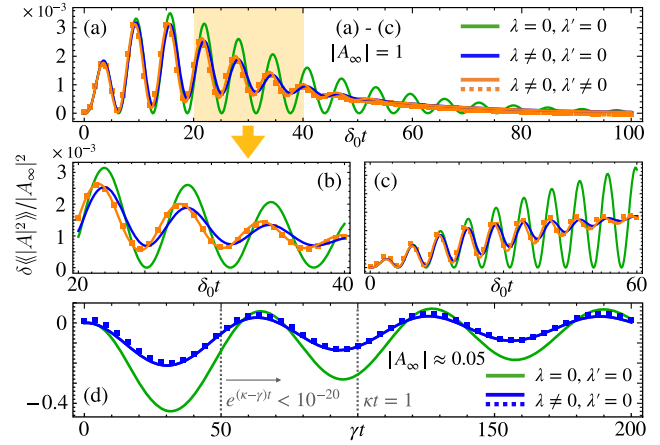 ×10⁻³
(a)
(a) - (c)
|A∞| = 1
λ = 0, λ′ = 0
λ ≠ 0, λ′ = 0
λ ≠ 0, λ′ ≠ 0
3
2
1
0
0 20 40 60 80 100
δ₀t
×10⁻³
δ⟨⟨|A|²⟩⟩/|A∞|²
(b)
3
2
1
0
20 δ₀t 40
(c)
0 δ₀t 60
0
-0.4
(d)
|A∞| ≈ 0.05
e^{(κ−γ)t} < 10⁻²⁰
κt = 1
λ = 0, λ′ = 0
λ ≠ 0, λ′ = 0
0 50 100 150 200
γt